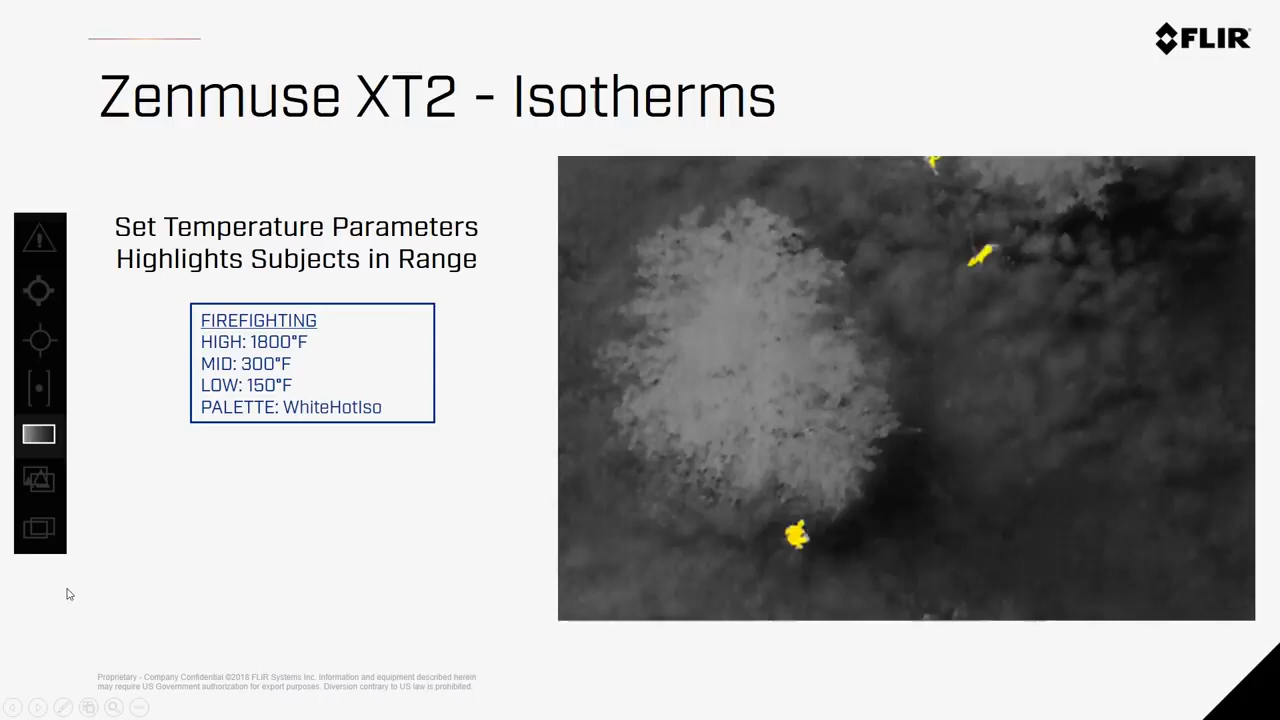 FLIR
Zenmuse XT2 - Isotherms
Set Temperature Parameters
Highlights Subjects in Range
FIREFIGHTING
HIGH: 1800°F
MID: 300°F
LOW: 150°F
PALETTE: WhiteHotIso
Proprietary - Company Confidential ©2018 FLIR Systems Inc. Information and equipment described herein
may require US Government authorization for export purposes. Diversion contrary to US law is prohibited.